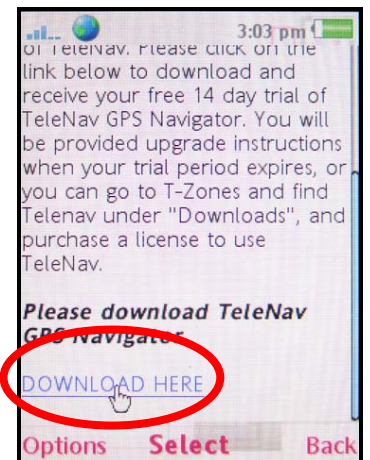 3:03 pm
of TeleNav. Please click on the
link below to download and
receive your free 14 day trial of
TeleNav GPS Navigator. You will
be provided upgrade instructions
when your trial period expires, or
you can go to T-Zones and find
Telenav under "Downloads", and
purchase a license to use
TeleNav.
Please download TeleNav
GPS Navigator
DOWNLOAD HERE
Options Select Back